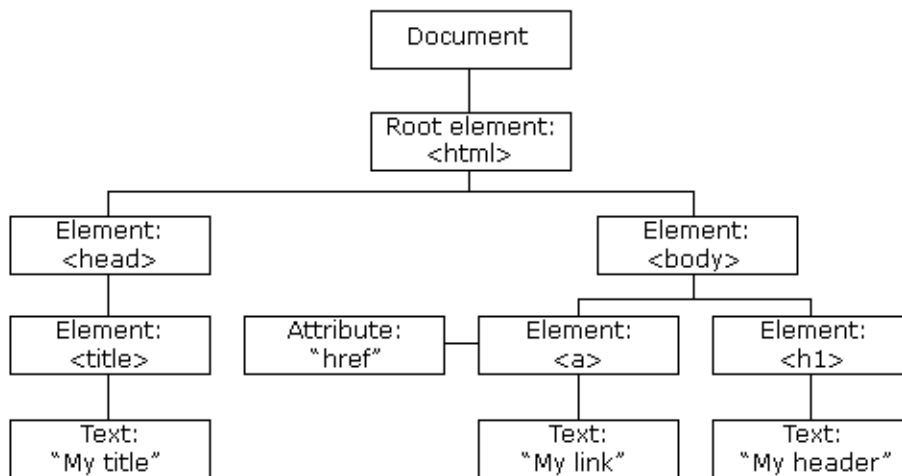 Document
Root element:
<html>
Element:
<head>
Element:
<body>
Element:
<title>
Attribute:
“href”
Element:
<a>
Element:
<h1>
Text:
“My title”
Text:
“My link”
Text:
“My header”